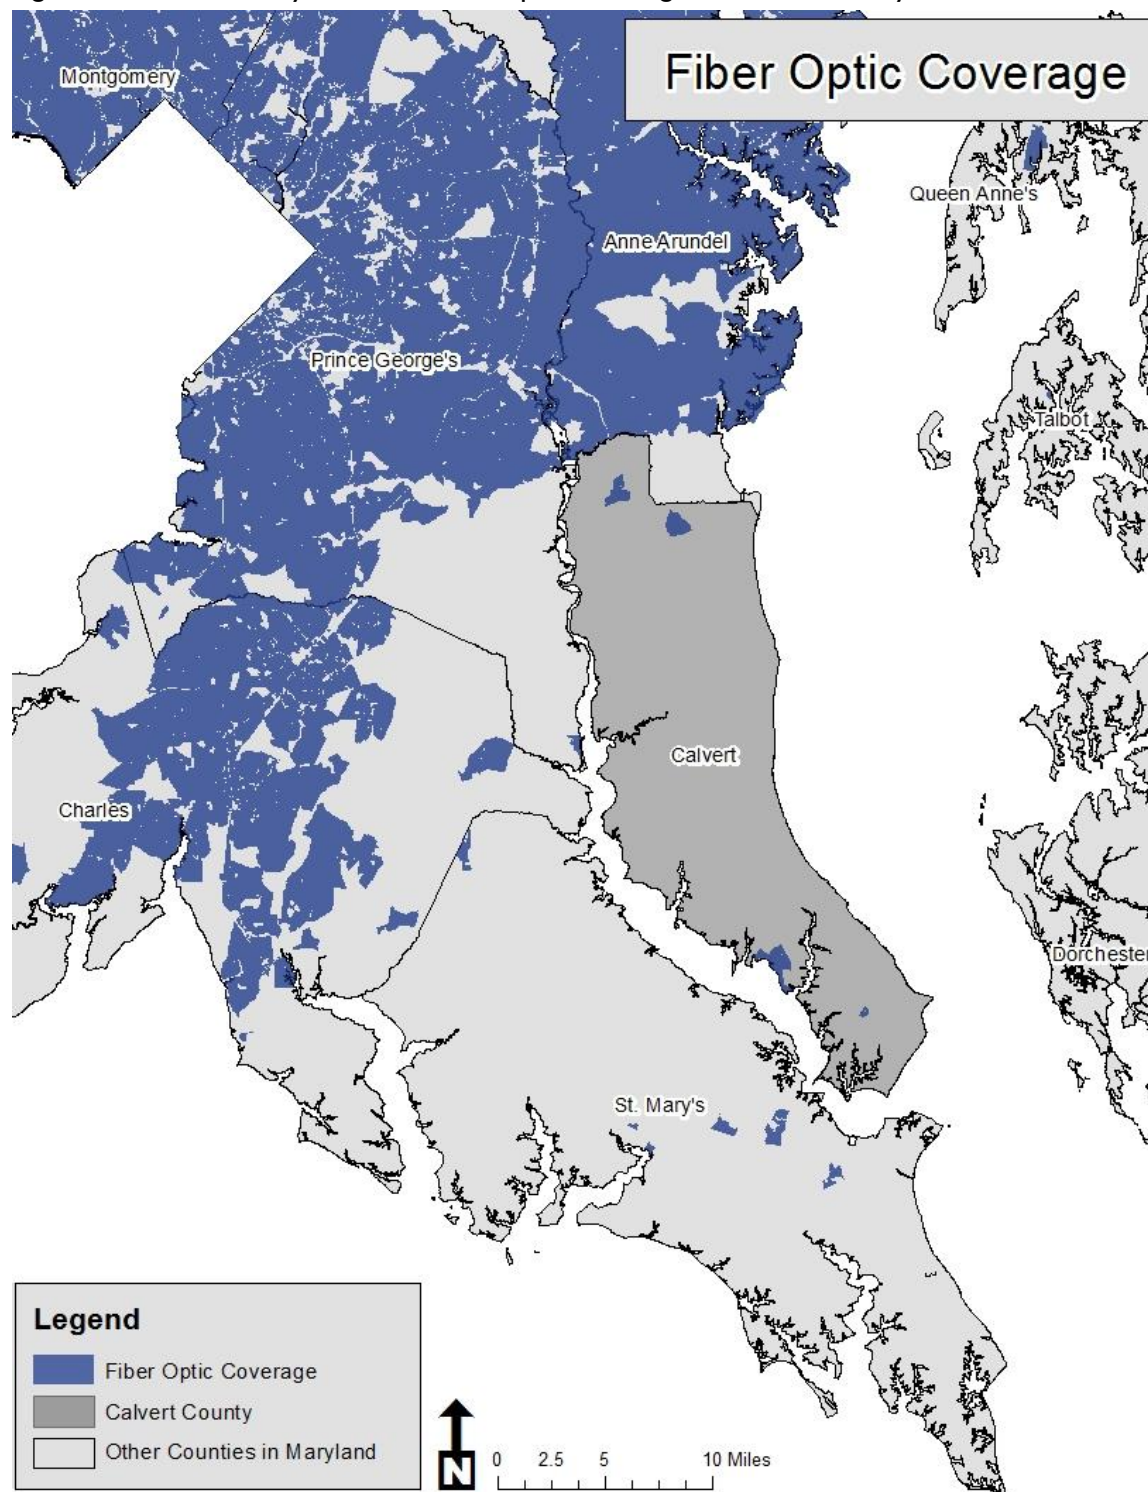 Fiber Optic Coverage
Montgomery
Queen Anne's
Anne Arundel
Prince George's
Talbot
Calvert
Charles
Dorchester
St. Mary's
Legend
Fiber Optic Coverage
Calvert County
Other Counties in Maryland
N
0 2.5 5 10 Miles